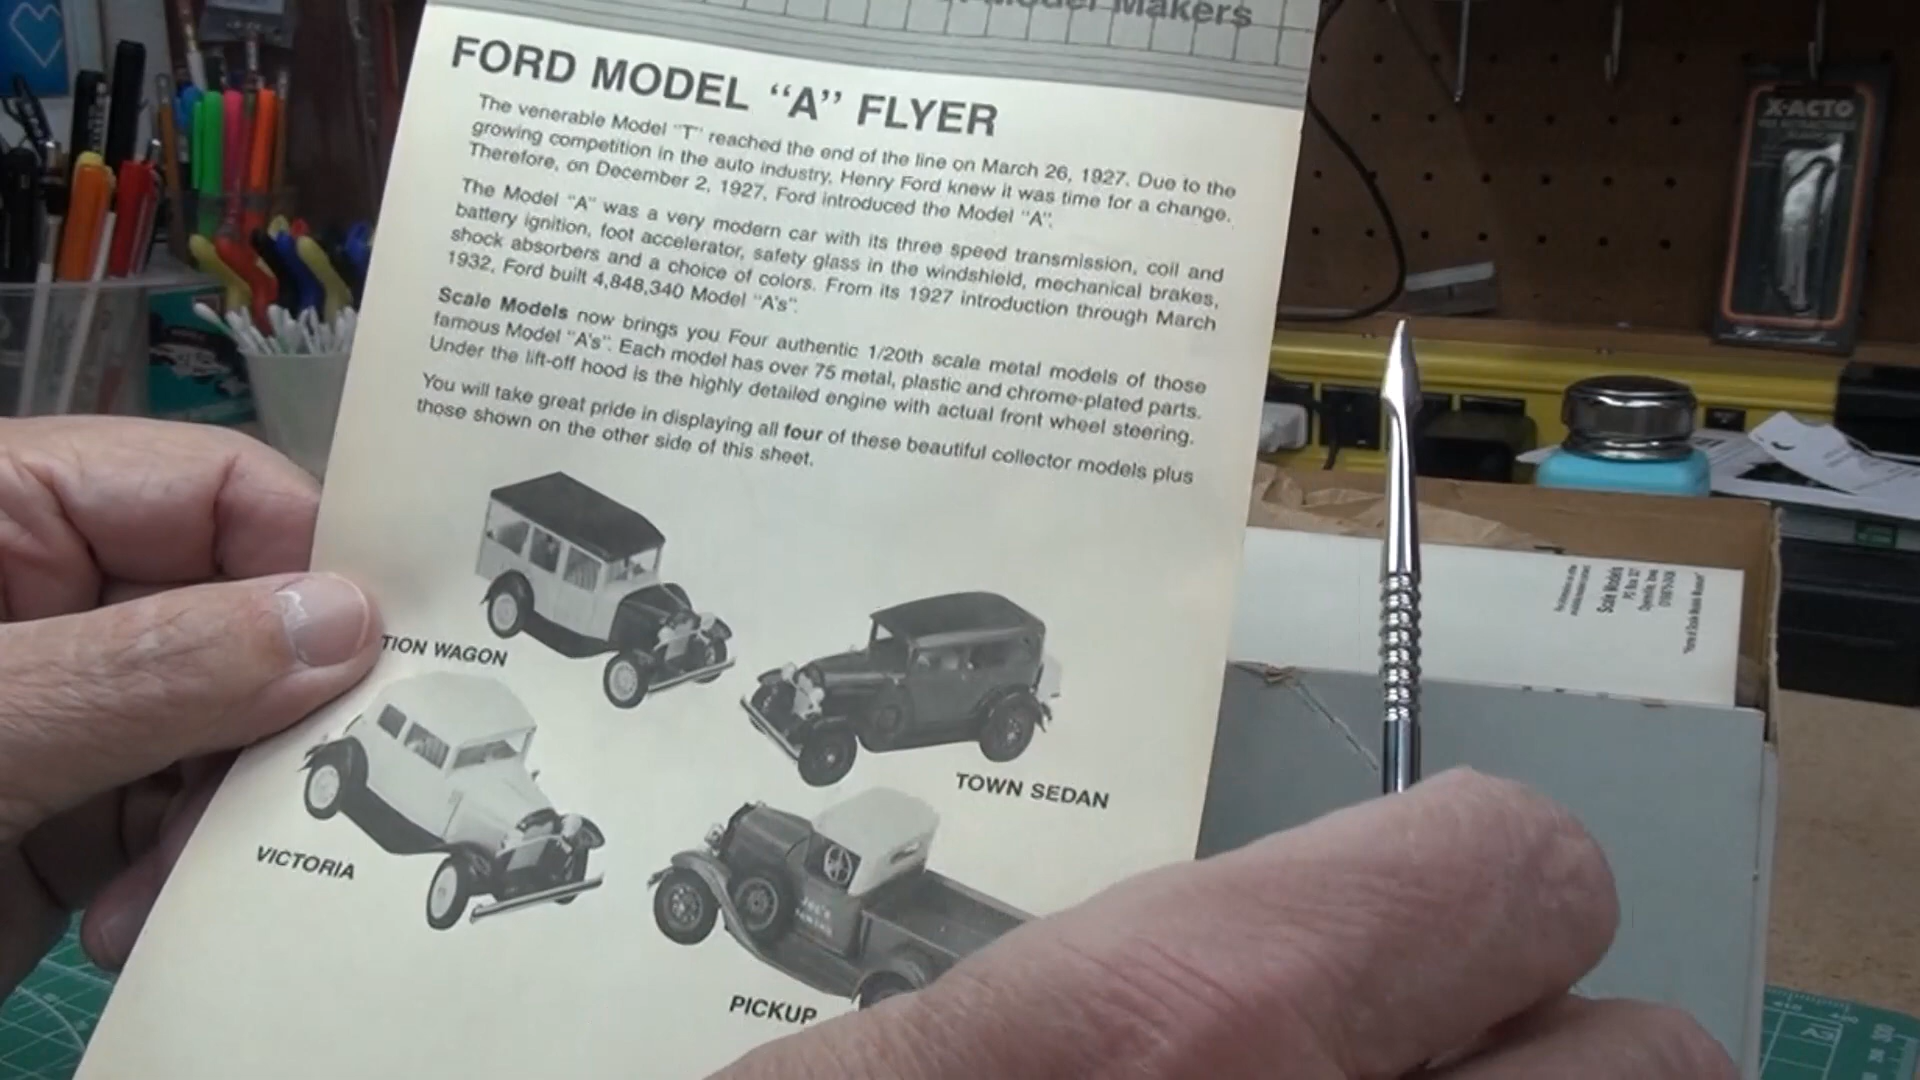 Model Makers
FORD MODEL “A” FLYER
The venerable Model “T” reached the end of the line on March 26, 1927. Due to the
growing competition in the auto industry, Henry Ford knew it was time for a change.
Therefore, on December 2, 1927, Ford introduced the Model “A”.
The Model “A” was a very modern car with its three speed transmission, coil and
battery ignition, foot accelerator, safety glass in the windshield, mechanical brakes,
shock absorbers and a choice of colors. From its 1927 introduction through March
1932, Ford built 4,848,340 Model “A’s”.
Scale Models now brings you Four authentic 1/20th scale metal models of those
famous Model “A’s”. Each model has over 75 metal, plastic and chrome-plated parts.
Under the lift-off hood is the highly detailed engine with actual front wheel steering.
You will take great pride in displaying all four of these beautiful collector models plus
those shown on the other side of this sheet.
TION WAGON
TOWN SEDAN
VICTORIA
PICKUP
X-ACTO
Scale Models